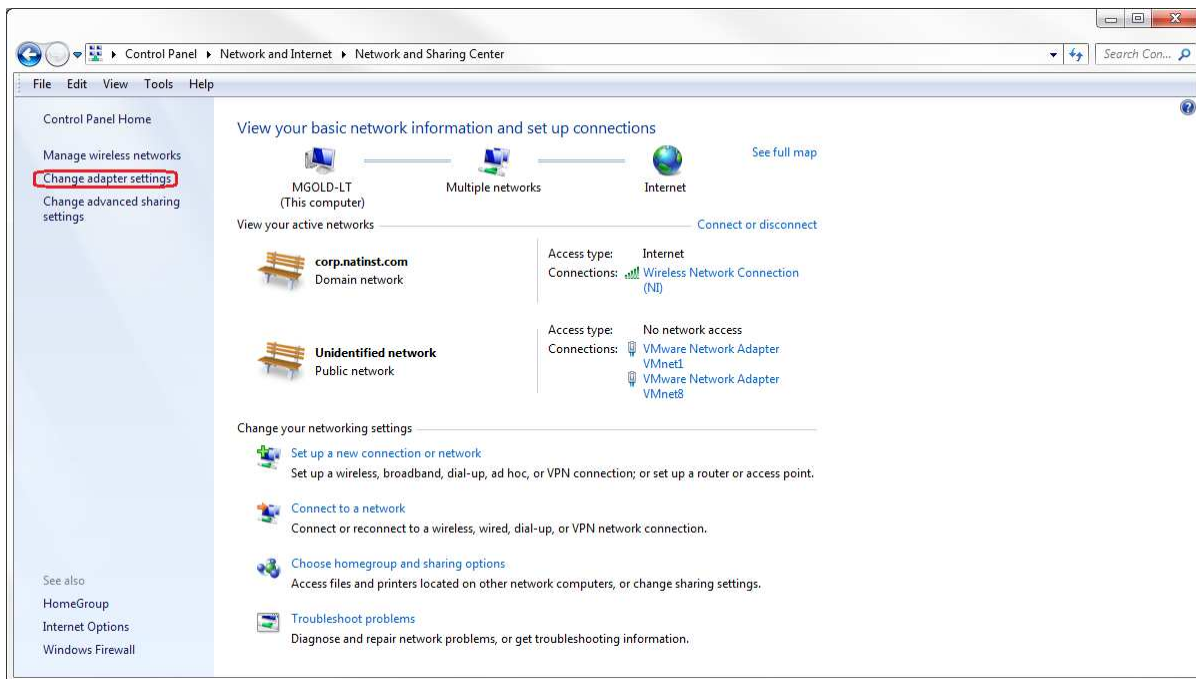 Control Panel Network and Internet Network and Sharing Center
Search Con...
File Edit View Tools Help
Control Panel Home
Manage wireless networks
Change adapter settings
Change advanced sharing
settings
View your basic network information and set up connections
See full map
MGOLD-LT
(This computer)
Multiple networks
Internet
View your active networks
Connect or disconnect
corp.natinst.com
Domain network
Access type: Internet
Connections: Wireless Network Connection
(NI)
Unidentified network
Public network
Access type: No network access
Connections: VMware Network Adapter
VMnet1
VMware Network Adapter
VMnet8
Change your networking settings
Set up a new connection or network
Set up a wireless, broadband, dial-up, ad hoc, or VPN connection; or set up a router or access point.
Connect to a network
Connect or reconnect to a wireless, wired, dial-up, or VPN network connection.
Choose homegroup and sharing options
Access files and printers located on other network computers, or change sharing settings.
Troubleshoot problems
Diagnose and repair network problems, or get troubleshooting information.
See also
HomeGroup
Internet Options
Windows Firewall